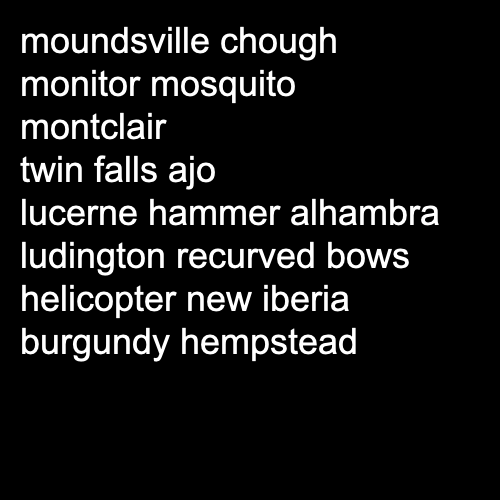 moundsville chough
monitor mosquito
montclair
twin falls ajo
lucerne hammer alhambra
ludington recurved bows
helicopter new iberia
burgundy hempstead